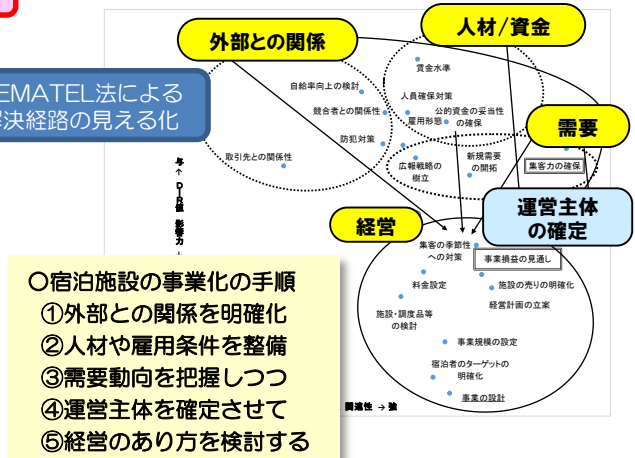 外部との関係
人材/資金
EMATEL法による
決経路の見える化
賃金水準
自給率向上の検討
人員確保対策
競合者との関係性
公的資金の妥当性
の確保
雇用形態
需要
防犯対策
取引先との関係性
広報戦略の
樹立
新規需要
の開拓
集客力の確保
運営主体
の確定
経営
集客の季節性
への対策
事業損益の見通し
料金設定
施設の売りの明確化
経営計画の立案
施設・調度品等
の検討
事業規模の設定
宿泊者のターゲットの
明確化
事業の設計
関連性 → 強
〇宿泊施設の事業化の手順
①外部との関係を明確化
②人材や雇用条件を整備
③需要動向を把握しつつ
④運営主体を確定させて
⑤経営のあり方を検討する